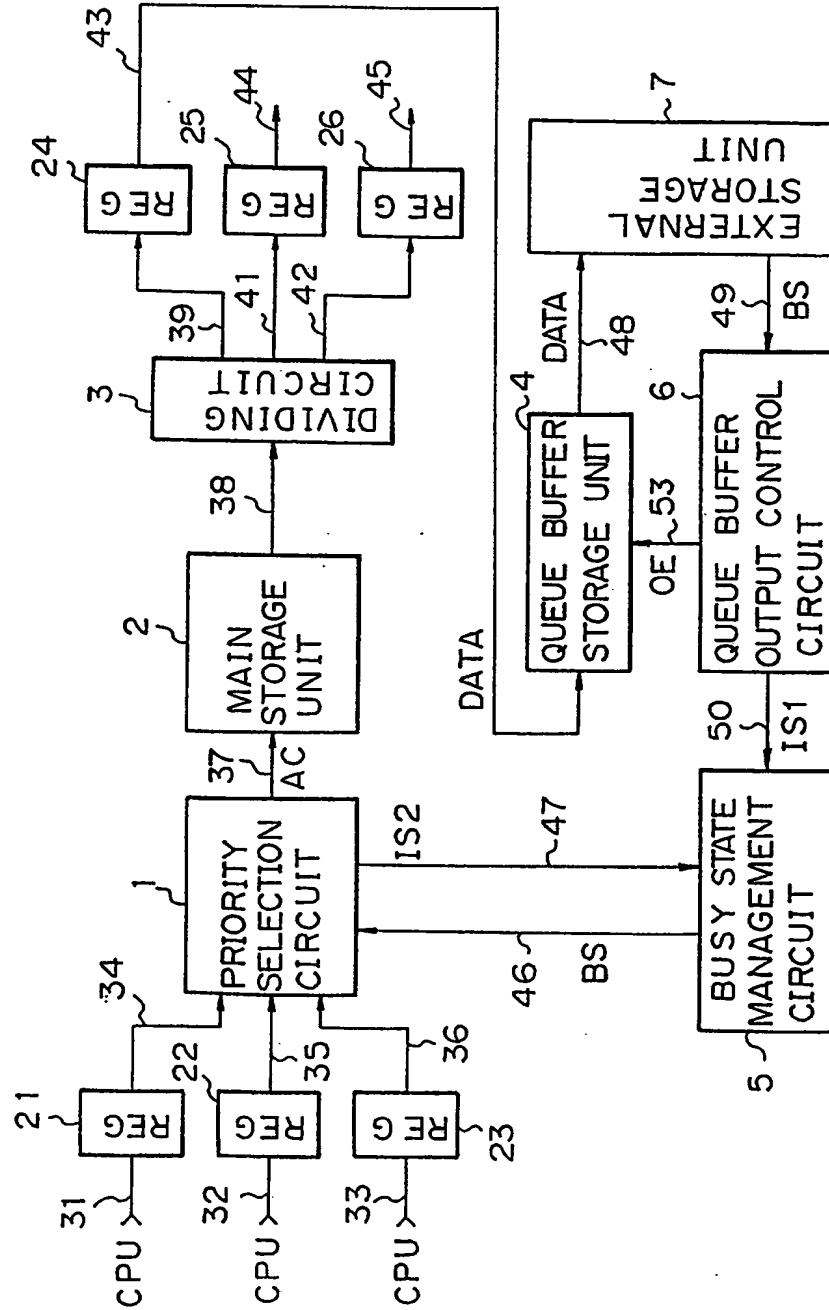 CPU
31
21
REG
34
CPU
32
22
REG
35
CPU
33
REG
23
36
1
PRIORITY
SELECTION
CIRCUIT
37
AC
2
MAIN
STORAGE
UNIT
38
3
DIVIDING
CIRCUIT
39
41
42
24
REG
43
25
REG
44
26
REG
45
46
BS
IS2
47
5
BUSY STATE
MANAGEMENT
CIRCUIT
50
IS1
DATA
4
QUEUE BUFFER
STORAGE UNIT
DATA
48
OE
53
6
QUEUE BUFFER
OUTPUT CONTROL
CIRCUIT
49
BS
7
EXTERNAL
STORAGE
UNIT